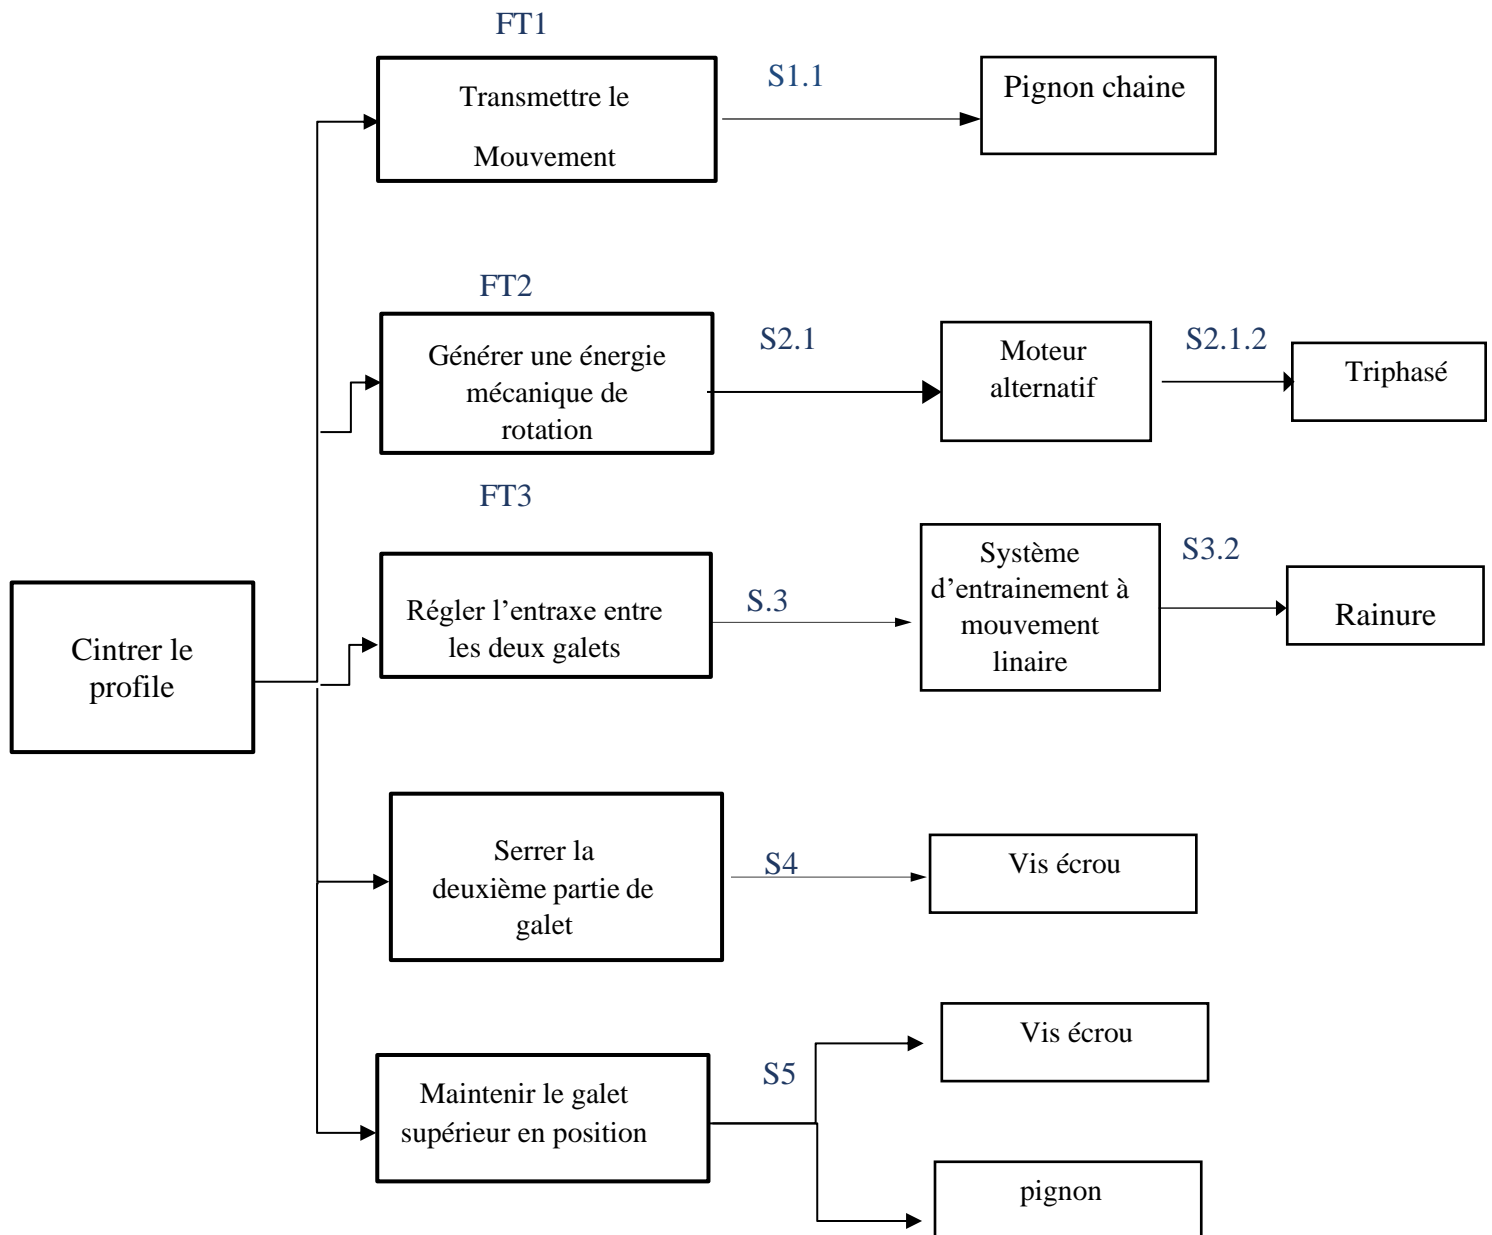 FT1
Transmettre le
Mouvement
S1.1
Pignon chaine
FT2
Générer une énergie
mécanique de
rotation
S2.1
Moteur
alternatif
S2.1.2
Triphasé
FT3
Régler l’entraxe entre
les deux galets
S.3
Système
d’entrainement à
mouvement
linaire
S3.2
Rainure
Cintrer le
profile
Serrer la
deuxième partie de
galet
S4
Vis écrou
Maintenir le galet
supérieur en position
S5
Vis écrou
pignon